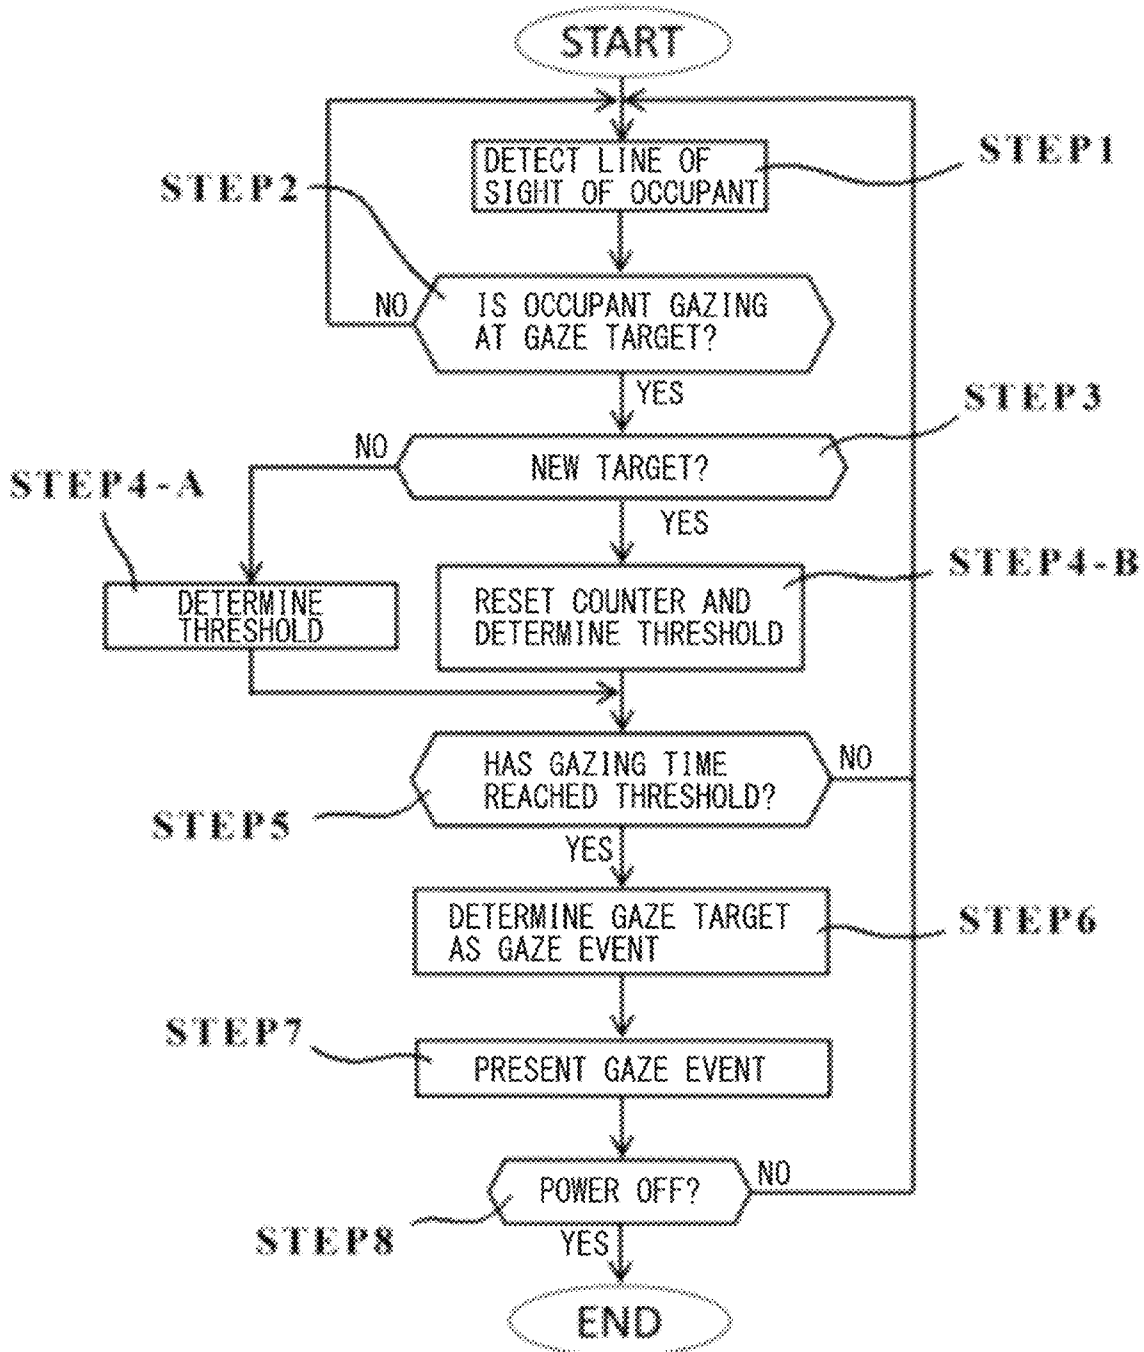 START
STEP1
DETECT LINE OF
SIGHT OF OCCUPANT
STEP2
NO
IS OCCUPANT GAZING
AT GAZE TARGET?
YES
STEP3
NO
NEW TARGET?
STEP4-A
YES
STEP4-B
DETERMINE
THRESHOLD
RESET COUNTER AND
DETERMINE THRESHOLD
HAS GAZING TIME
REACHED THRESHOLD?
NO
STEP5
YES
DETERMINE GAZE TARGET
AS GAZE EVENT
STEP6
STEP7
PRESENT GAZE EVENT
POWER OFF?
NO
STEP8
YES
END